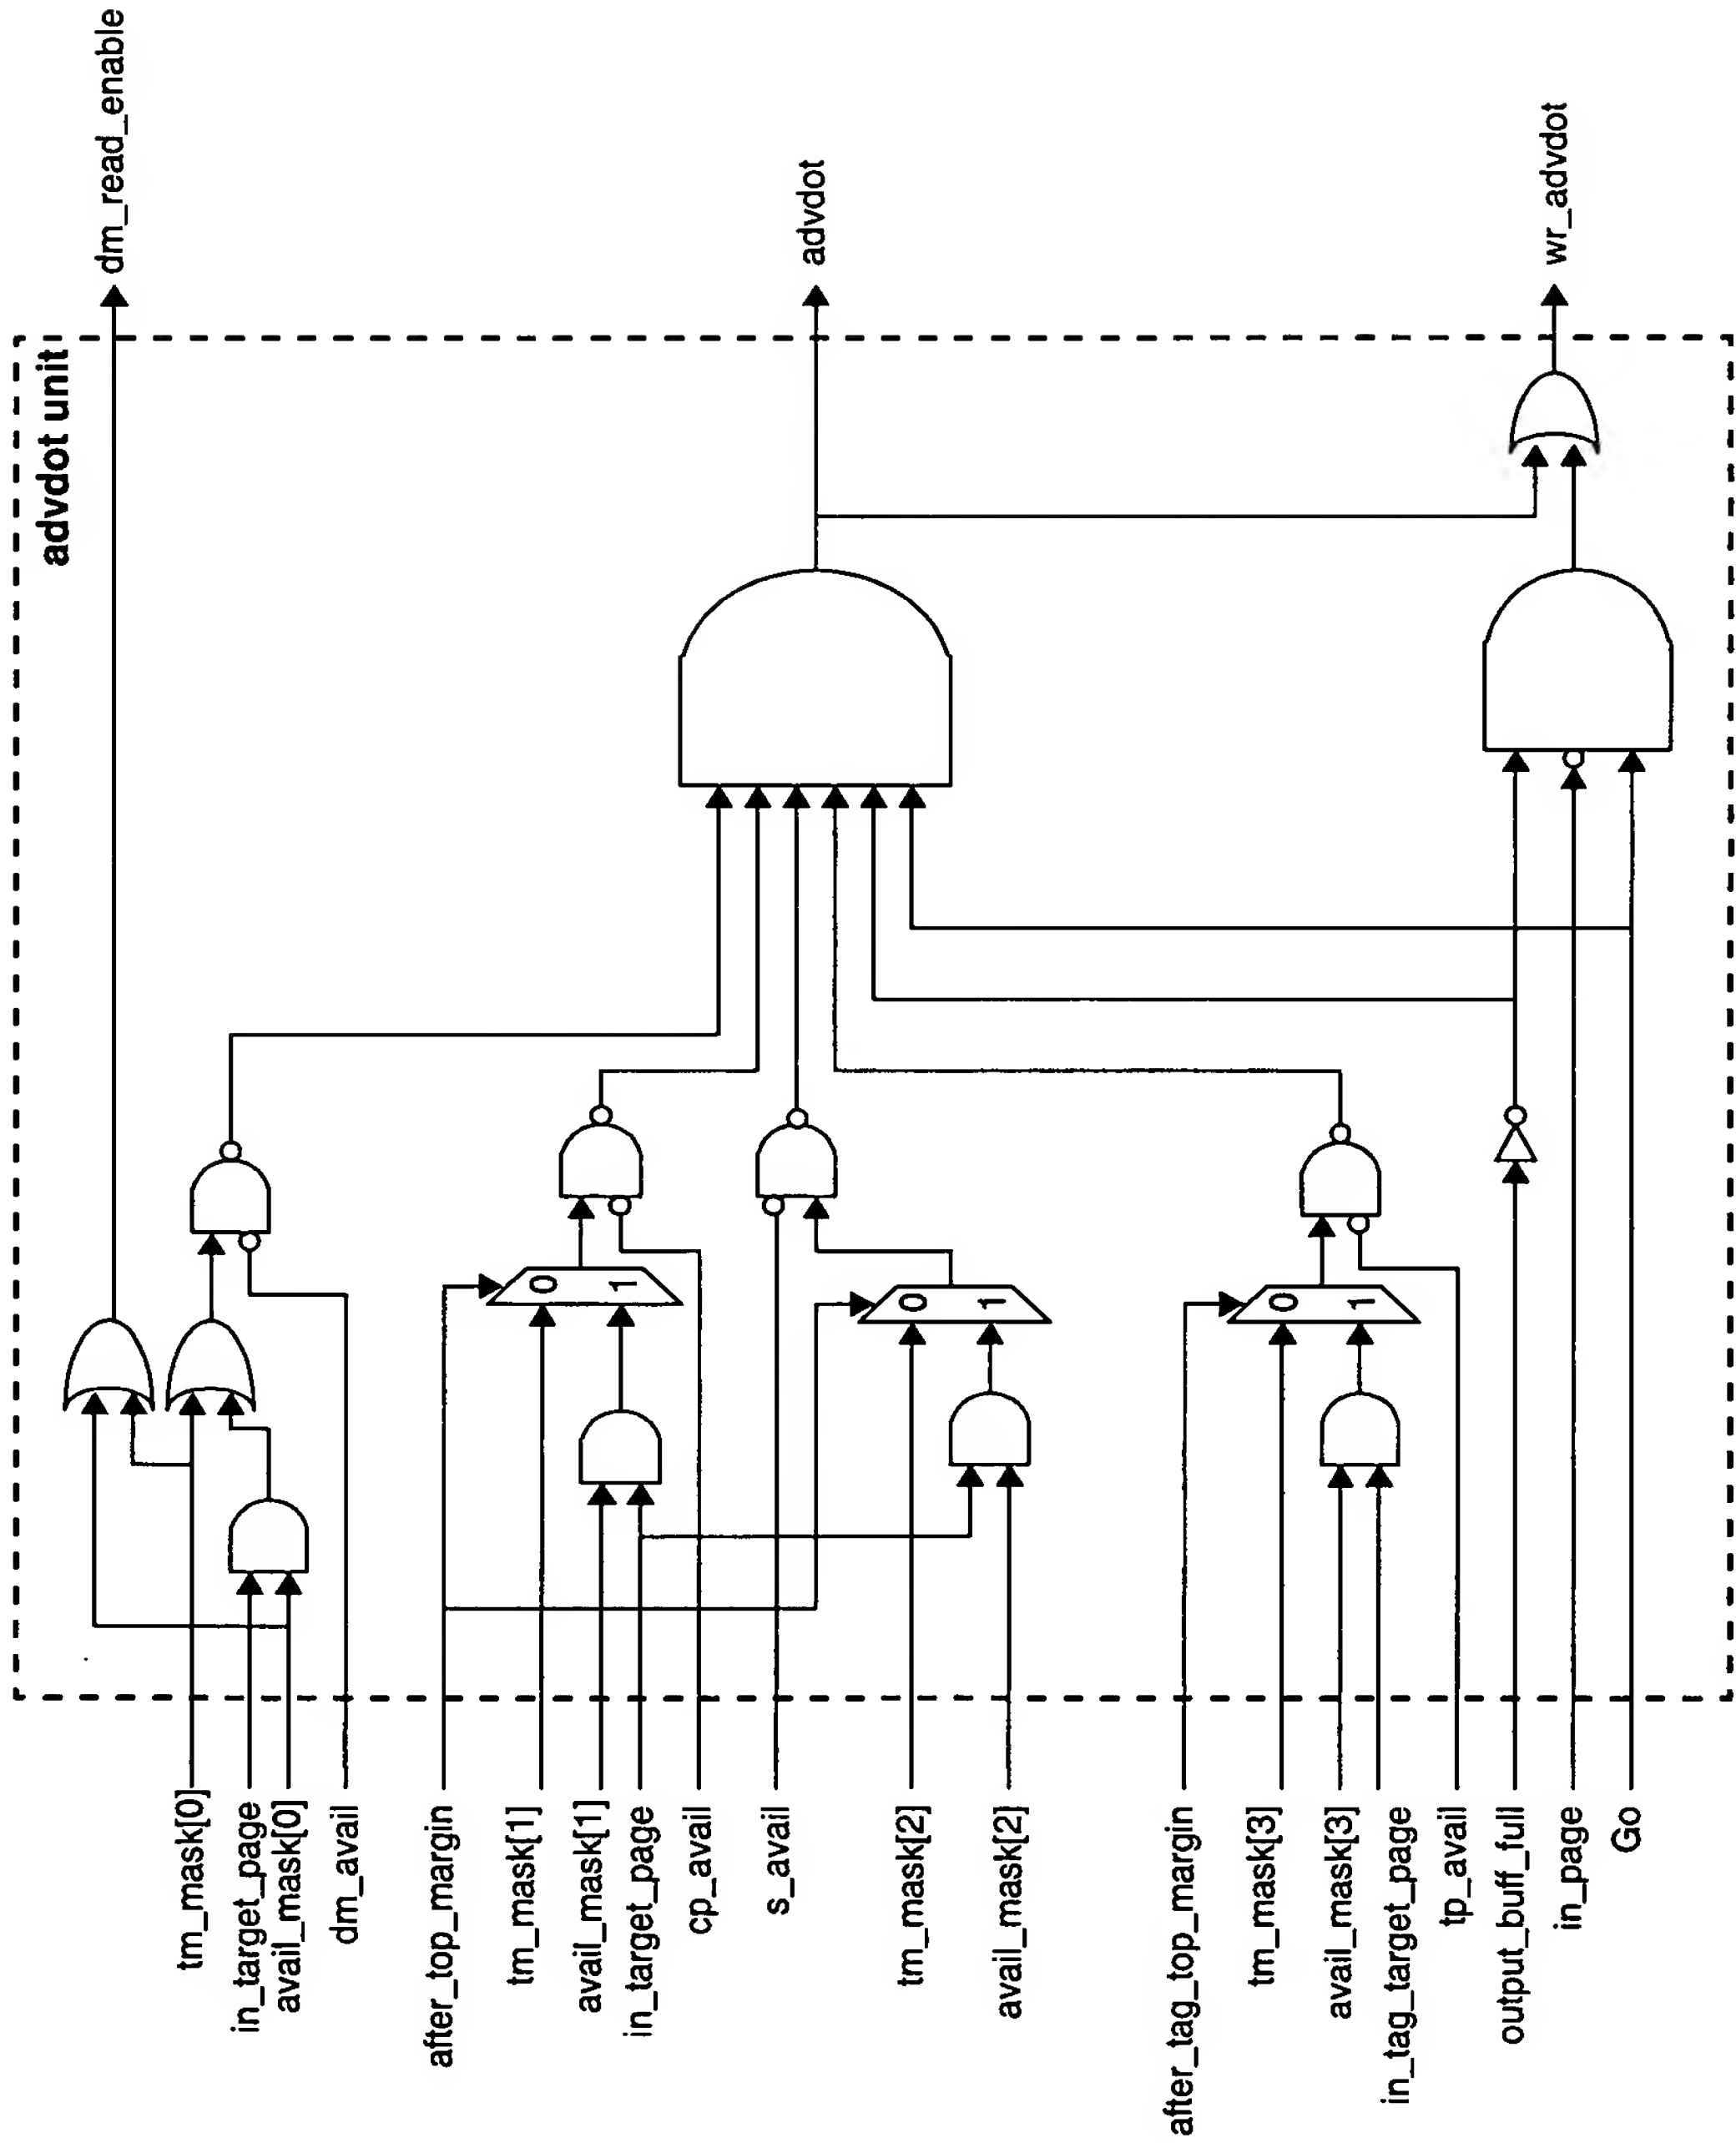 advdot unit
tm_mask[0]
in_target_page
avail_mask[0]
dm_avail
after_top_margin
tm_mask[1]
avail_mask[1]
in_target_page
cp_avail
s_avail
tm_mask[2]
avail_mask[2]
after_tag_top_margin
tm_mask[3]
avail_mask[3]
in_tag_target_page
tp_avail
output_buff_full
in_page
Go
0
1
0
1
0
1
dm_read_enable
advdot
wr_advdot